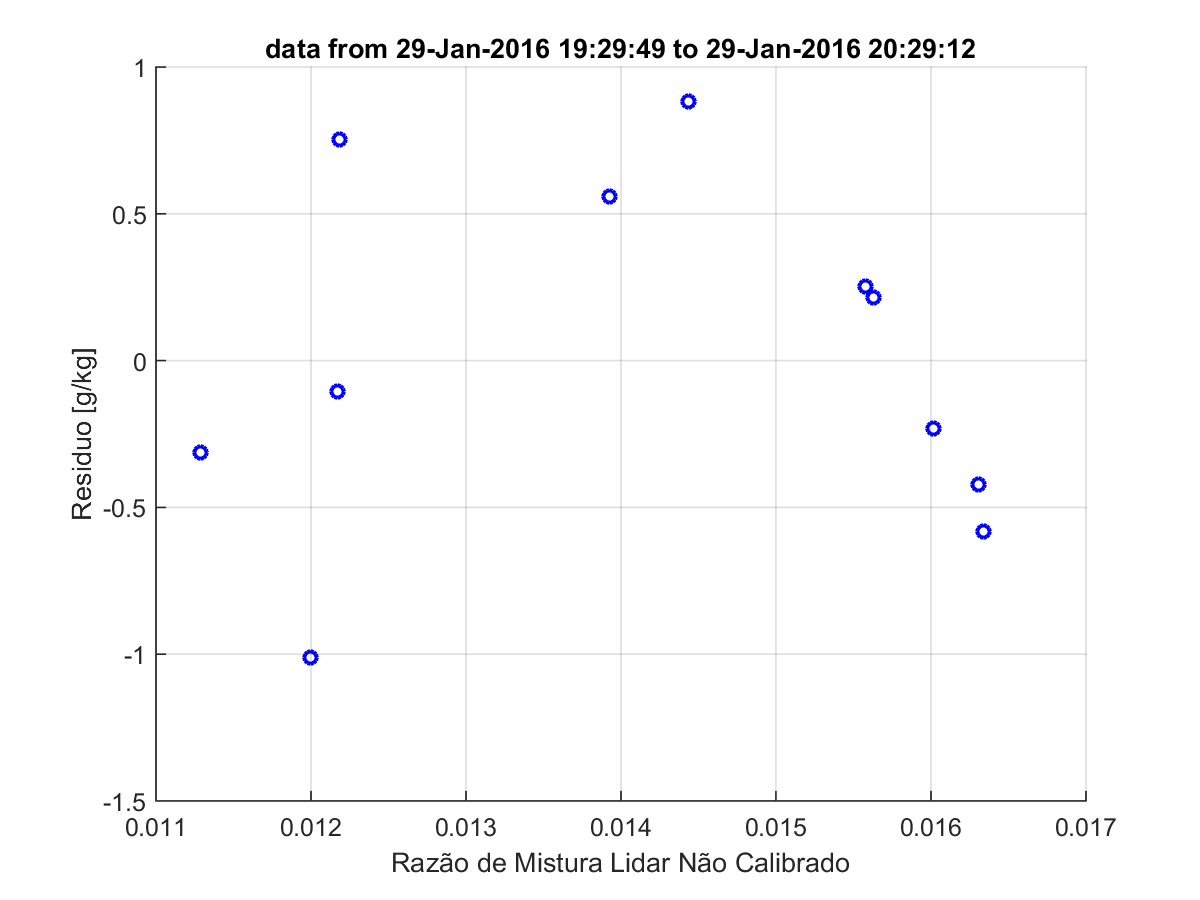 data from 29-Jan-2016 19:29:49 to 29-Jan-2016 20:29:12
1
0.5
0
-0.5
-1
-1.5
Residuo [g/kg]
0.011 0.012 0.013 0.014 0.015 0.016 0.017
Razão de Mistura Lidar Não Calibrado